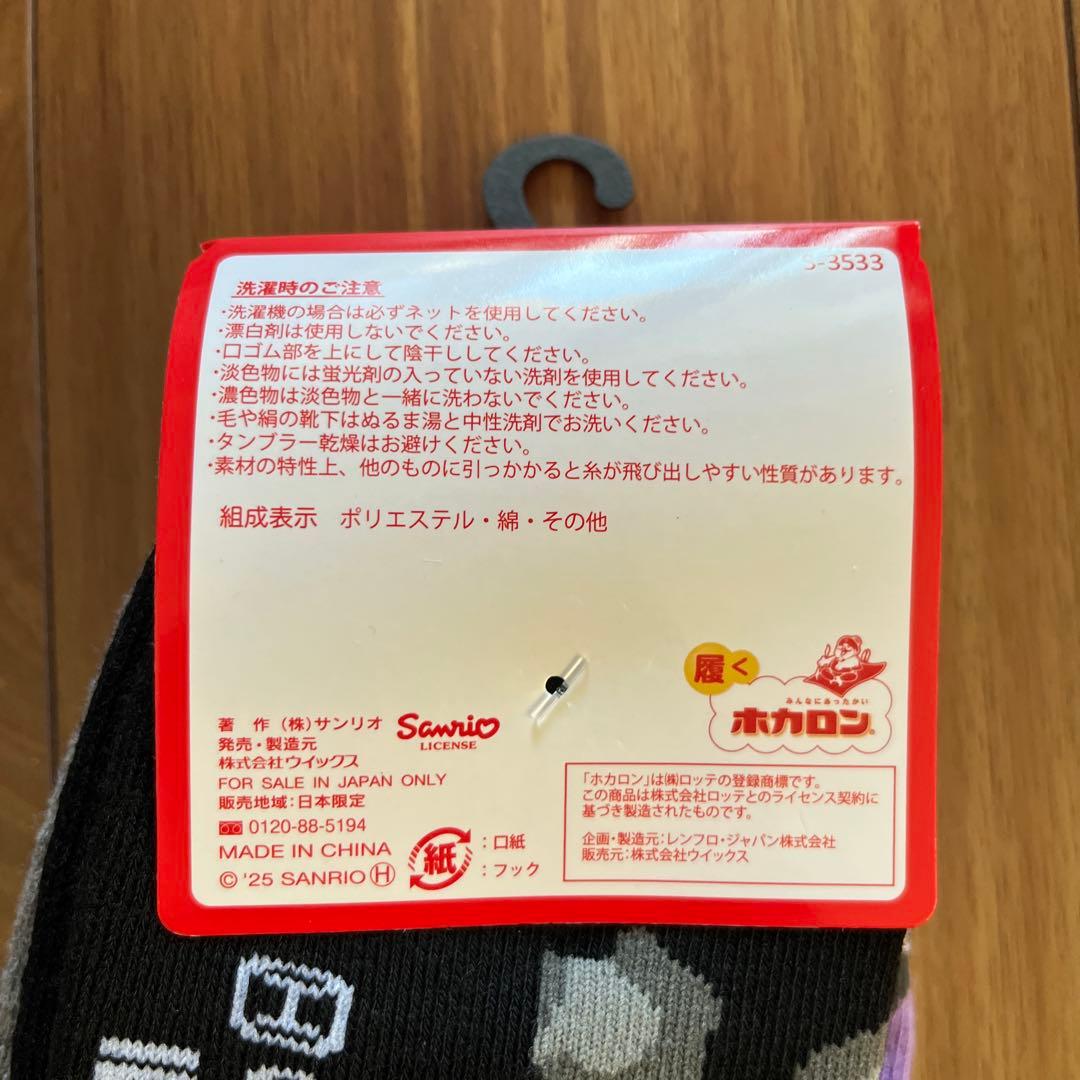 S-3533
洗濯時のご注意
・洗濯機の場合は必ずネットを使用してください。
・漂白剤は使用しないでください。
・口ゴム部を上にして陰干ししてください。
・淡色物には蛍光剤の入っていない洗剤を使用してください。
・濃色物は淡色物と一緒に洗わないでください。
・毛や絹の靴下はぬるま湯と中性洗剤でお洗いください。
・タンブラー乾燥はお避けください。
・素材の特性上、他のものに引っかかると糸が飛び出しやすい性質があります。
組成表示 ポリエステル・綿・その他
履く
みんなにあったかい
ホカロン®
著 作 (株)サンリオ
Sanrio
LICENSE
発売・製造元
株式会社ウイックス
FOR SALE IN JAPAN ONLY
販売地域:日本限定
0120-88-5194
MADE IN CHINA
© '25 SANRIO Ⓗ
紙
:口紙
:フック
「ホカロン」は㈱ロッテの登録商標です。
この商品は株式会社ロッテとのライセンス契約に
基づき製造されたものです。
企画・製造元:レンフロ・ジャパン株式会社
販売元:株式会社ウイックス